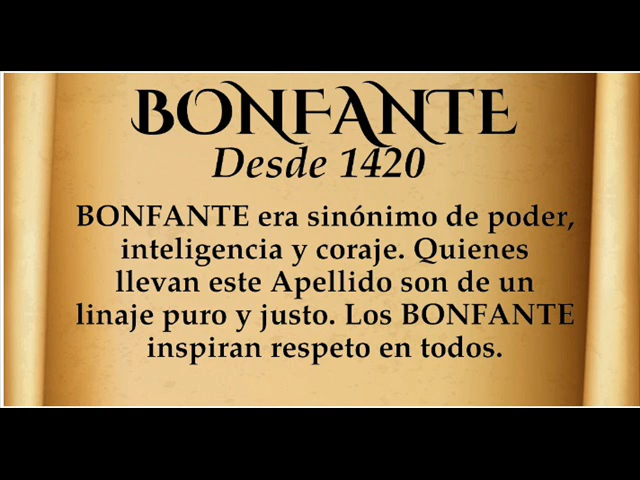 BONFANTE
Desde 1420
BONFANTE era sinónimo de poder,
inteligencia y coraje. Quienes
llevan este Apellido son de un
linaje puro y justo. Los BONFANTE
inspiran respeto en todos.